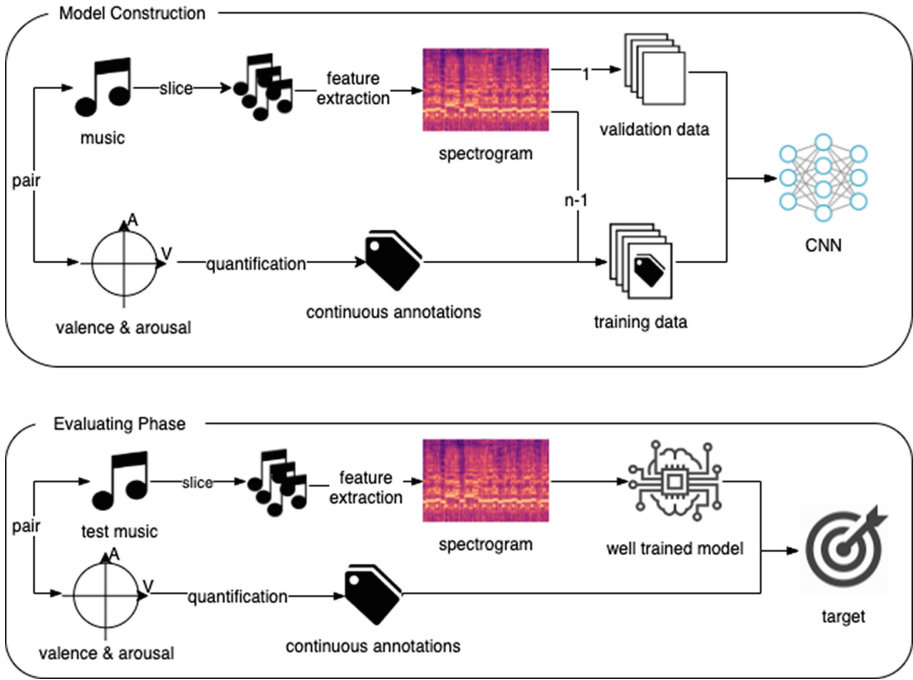 Model Construction
slice
feature
extraction
1
music
spectrogram
validation data
pair
n-1
A
V
quantification
CNN
valence & arousal
continuous annotations
training data
Evaluating Phase
slice
feature
extraction
pair
test music
spectrogram
well trained model
A
V
quantification
target
valence & arousal
continuous annotations